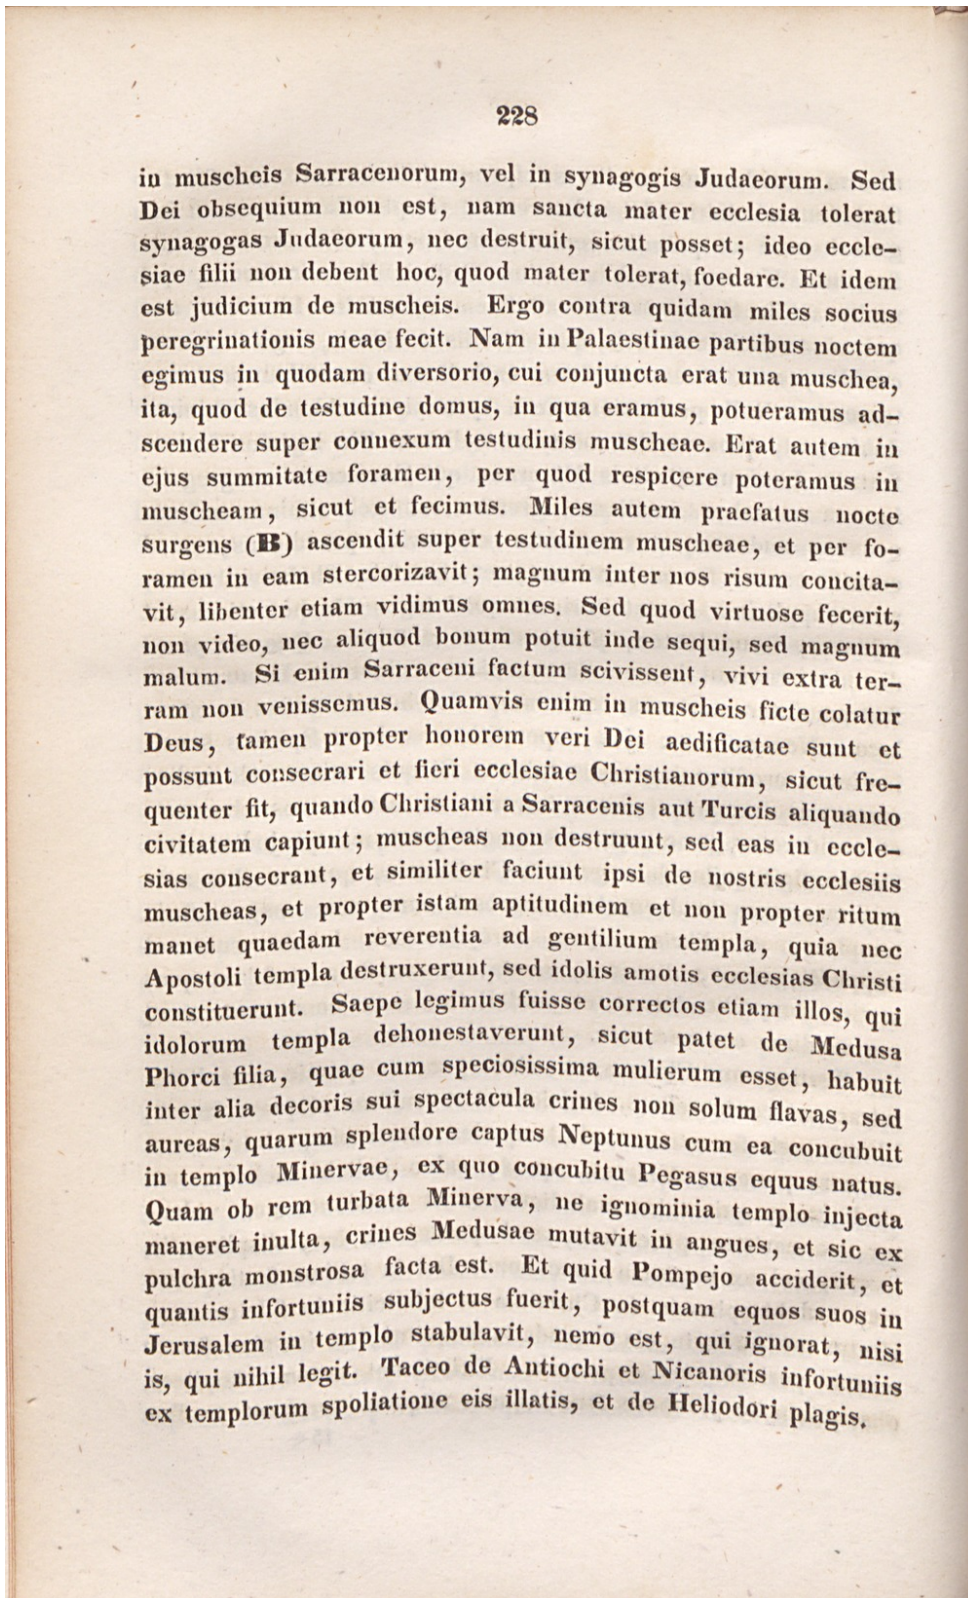 228
in muscheis Sarracenorum, vel in synagogis Judaeorum. Sed
Dei obsequium non est, nam sancta mater ecclesia tolerat
synagogas Judaeorum, nec destruit, sicut posset; ideo eccle-
siae filii non debent hoc, quod mater tolerat, foedare. Et idem
est judicium de muscheis. Ergo contra quidam miles socius
peregrinationis meae fecit. Nam in Palaestinae partibus noctem
egimus in quodam diversorio, cui conjuncta erat una muschea,
ita, quod de testudine domus, in qua eramus, potueramus ad-
scendere super connexum testudinis muscheae. Erat autem in
ejus summitate foramen, per quod respicere poteramus in
muscheam, sicut et fecimus. Miles autem praefatus nocte
surgens (B) ascendit super testudinem muscheae, et per fo-
ramen in eam stercorizavit; magnum inter nos risum concita-
vit, libenter etiam vidimus omnes. Sed quod virtuose fecerit,
non video, nec aliquod bonum potuit inde sequi, sed magnum
malum. Si enim Sarraceni factum scivissent, vivi extra ter-
ram non venissemus. Quamvis enim in muscheis ficte colatur
Deus, tamen propter honorem veri Dei aedificatae sunt et
possunt consecrari et fieri ecclesiae Christianorum, sicut fre-
quenter fit, quando Christiani a Sarracenis aut Turcis aliquando
civitatem capiunt; muscheas non destruunt, sed eas in eccle-
sias consecrant, et similiter faciunt ipsi de nostris ecclesiis
muscheas, et propter istam aptitudinem et non propter ritum
manet quaedam reverentia ad gentilium templa, quia nec
Apostoli templa destruxerunt, sed idolis amotis ecclesias Christi
constituerunt. Saepe legimus fuisse correctos etiam illos, qui
idolorum templa dehonestaverunt, sicut patet de Medusa
Phorci filia, quae cum speciosissima mulierum esset, habuit
inter alia decoris sui spectacula crines non solum flavas, sed
aureas, quarum splendore captus Neptunus cum ea concubuit
in templo Minervae, ex quo concubitu Pegasus equus natus.
Quam ob rem turbata Minerva, ne ignominia templo injecta
maneret inulta, crines Medusae mutavit in angues, et sic ex
pulchra monstrosa facta est. Et quid Pompejo acciderit, et
quantis infortuniis subjectus fuerit, postquam equos suos in
Jerusalem in templo stabulavit, nemo est, qui ignorat, nisi
is, qui nihil legit. Taceo de Antiochi et Nicanoris infortuniis
ex templorum spoliatione eis illatis, et de Heliodori plagis.